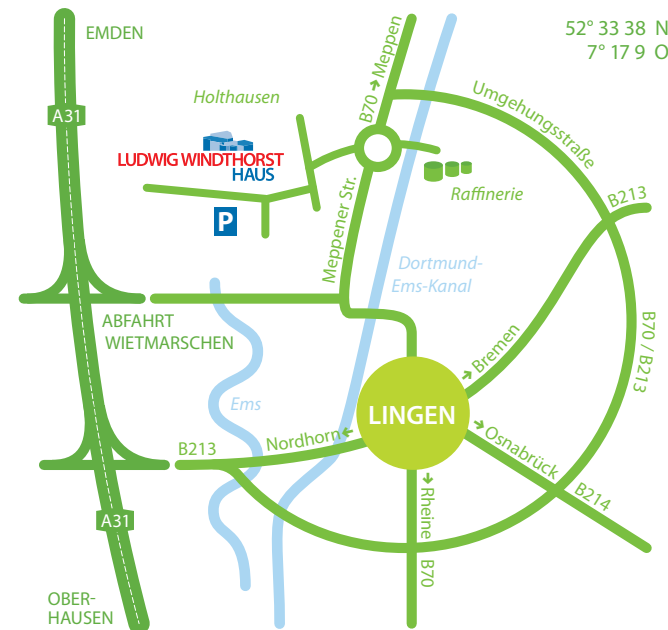 EMDEN
52° 33 38 N
7° 17 9 O
B70 → Meppen
Umgehungsstraße
Holthausen
A31
LUDWIG WINDTHORST
HAUS
Raffinerie
B213
P
Meppener Str.
Dortmund-
Ems-Kanal
ABFAHRT
WIETMARSCHEN
Bremen
B70 / B213
Ems
LINGEN
B213
Nordhorn
Osnabrück
B214
Rheine
B70
A31
OBER-
HAUSEN